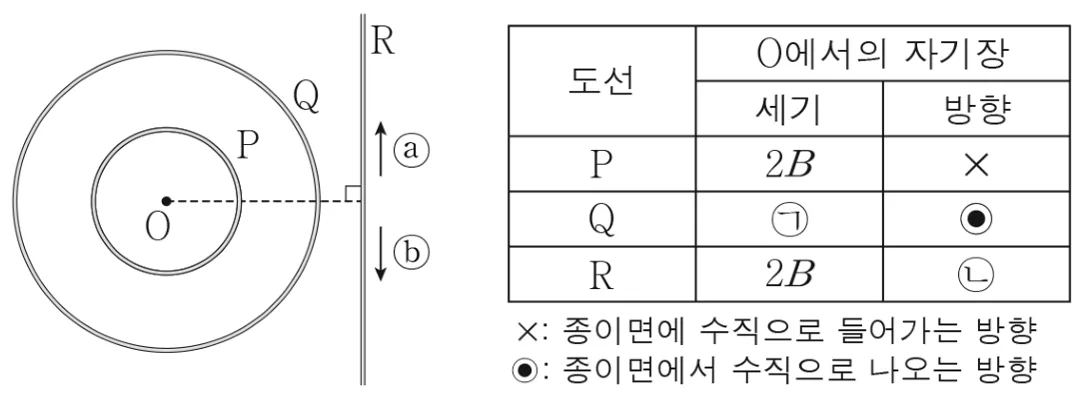 R
Q
P
ⓐ
O
ⓑ
도선 O에서의 자기장
세기 방향
P 2B ×
Q ㉠ ⦿
R 2B ㉡
×: 종이면에 수직으로 들어가는 방향
⦿: 종이면에서 수직으로 나오는 방향